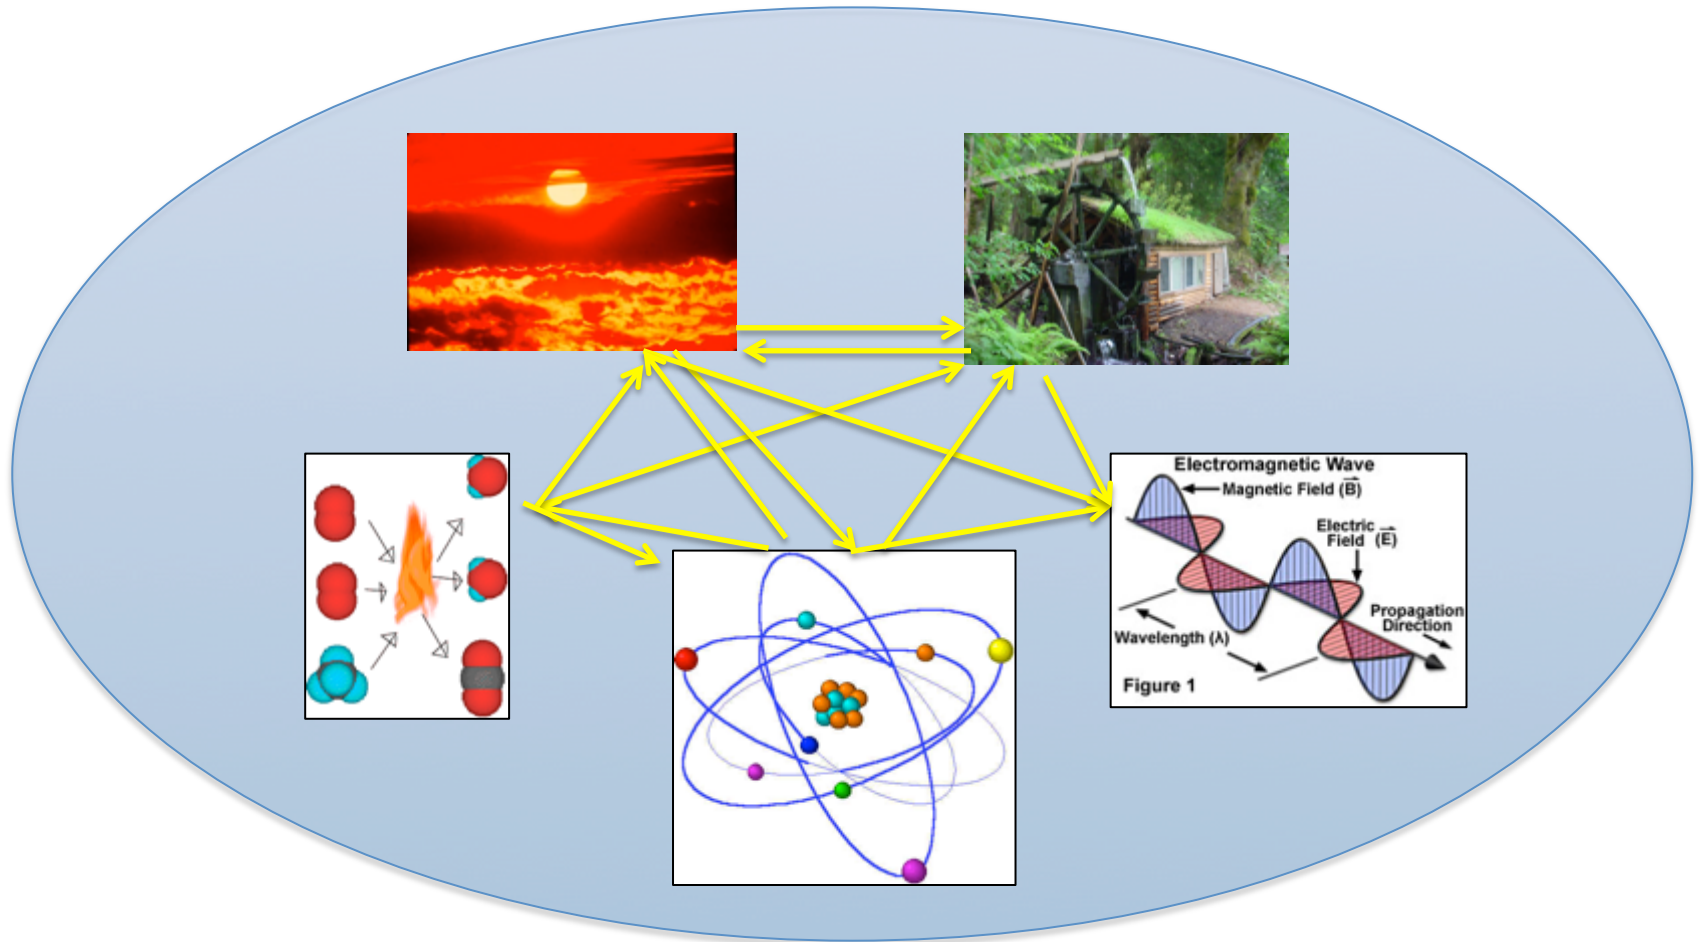 Electromagnetic Wave
Magnetic Field (B)
Electric
Field (E)
Propagation
Direction
Wavelength (λ)
Figure 1